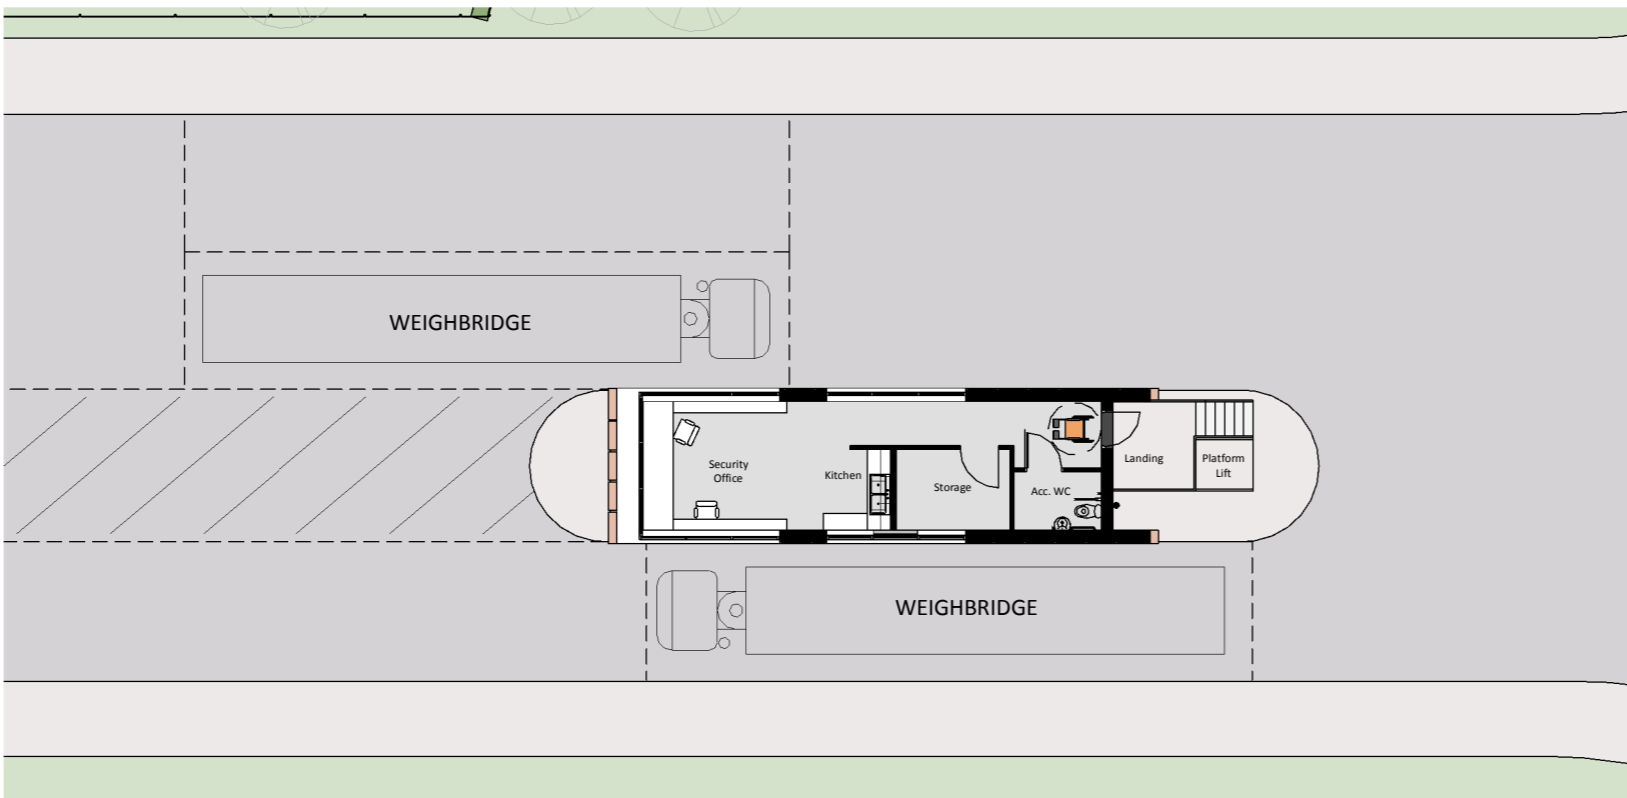 WEIGHBRIDGE
Security
Office
Kitchen
Storage
Acc. WC
Landing
Platform
Lift
WEIGHBRIDGE